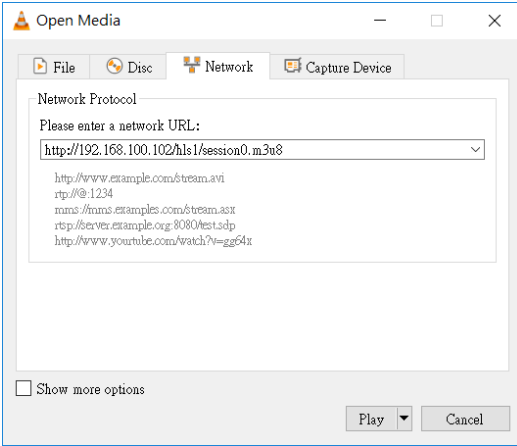 Open Media
File Disc Network Capture Device
Network Protocol
Please enter a network URL:
http://192.168.100.102/hls1/session0.m3u8
http://www.example.com/stream.avi
rtp://@:1234
mms://mms.examples.com/stream.asx
rtsp://server.example.org:8080/test.sdp
http://www.yourtube.com/watch?v=gg64x
Show more options
Play Cancel